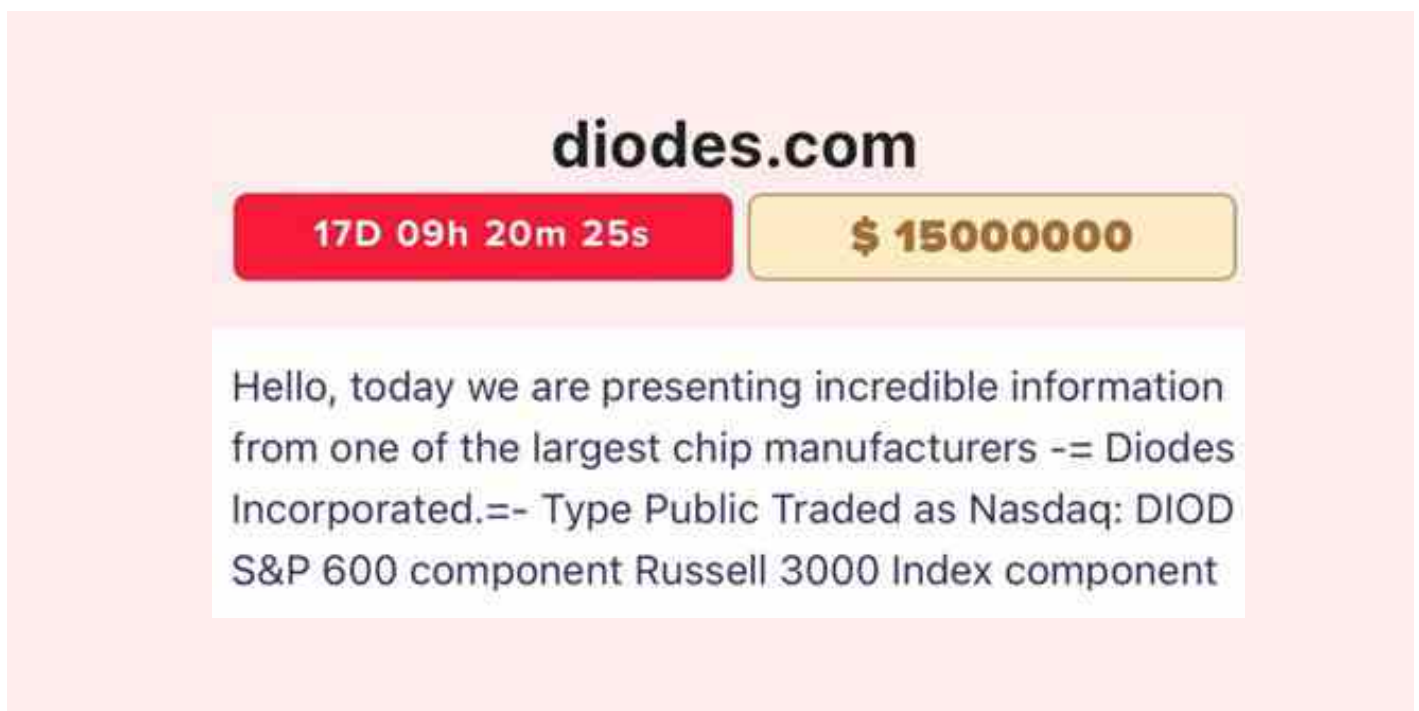 diodes.com
17D 09h 20m 25s
$ 15000000
Hello, today we are presenting incredible information
from one of the largest chip manufacturers -= Diodes
Incorporated.=- Type Public Traded as Nasdaq: DIOD
S&P 600 component Russell 3000 Index component